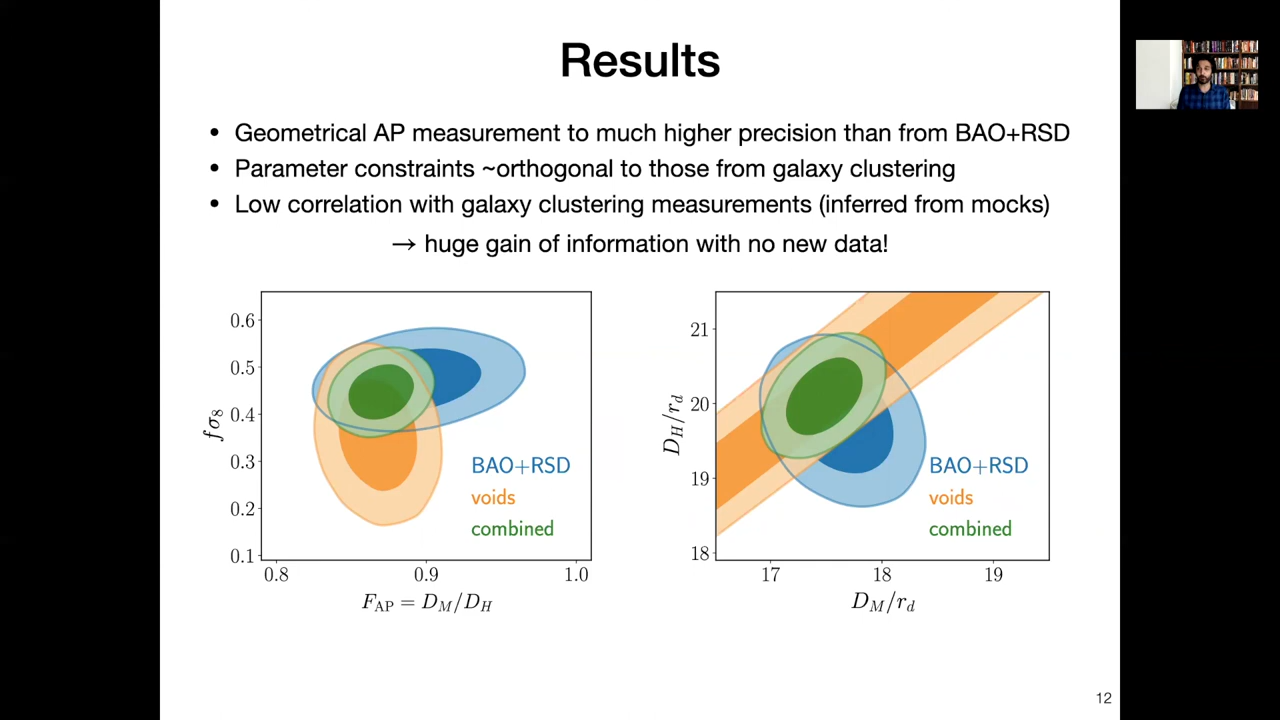 Results
• Geometrical AP measurement to much higher precision than from BAO+RSD
• Parameter constraints ~orthogonal to those from galaxy clustering
• Low correlation with galaxy clustering measurements (inferred from mocks)
→ huge gain of information with no new data!
0.6
0.5
0.4
0.3
0.2
0.1
fσ₈
BAO+RSD
voids
combined
0.8 0.9 1.0
F_AP = D_M/D_H
21
20
19
18
D_H/r_d
BAO+RSD
voids
combined
17 18 19
D_M/r_d
12